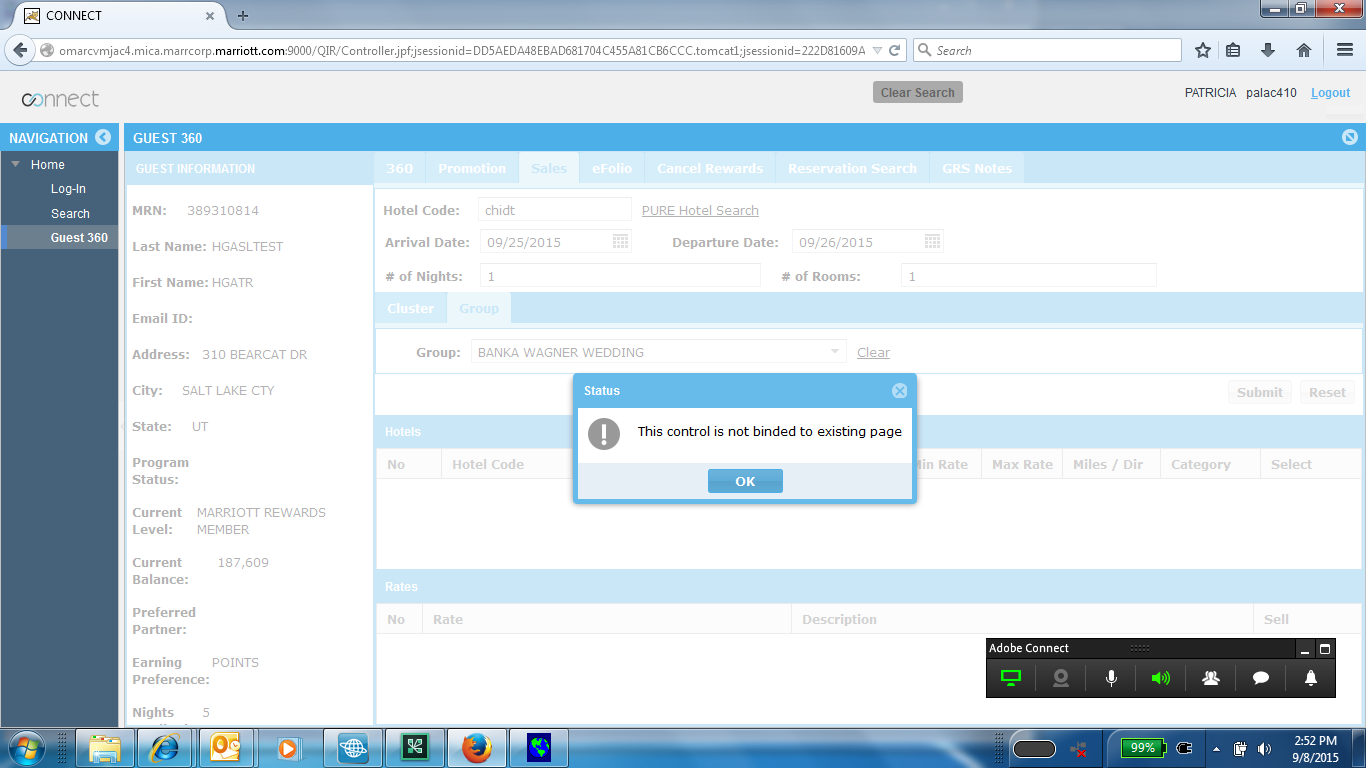 CONNECT
omarcvmjac4.mica.marrcorp.marriott.com:9000/QIR/Controller.jpf;jsessionid=DD5AEDA48EBAD681704C455A81CB6CCC.tomcat1;jsessionid=222D81609A
Search
connect
Clear Search
PATRICIA palac410 Logout
NAVIGATION
Home
Log-In
Search
Guest 360
GUEST 360
GUEST INFORMATION
MRN: 389310814
Last Name: HGASLTEST
First Name: HGATR
Email ID:
Address: 310 BEARCAT DR
City: SALT LAKE CTY
State: UT
Program
Status:
Current MARRIOTT REWARDS
Level: MEMBER
Current 187,609
Balance:
Preferred
Partner:
Earning POINTS
Preference:
Nights 5
360 Promotion Sales eFolio Cancel Rewards Reservation Search GRS Notes
Hotel Code: chidt PURE Hotel Search
Arrival Date: 09/25/2015 Departure Date: 09/26/2015
# of Nights: 1 # of Rooms: 1
Cluster Group
Group: BANKA WAGNER WEDDING Clear
Submit Reset
Hotels
No Hotel Code Min Rate Max Rate Miles / Dir Category Select
Status
This control is not binded to existing page
OK
Rates
No Rate Description Sell
Adobe Connect
99%
2:52 PM
9/8/2015